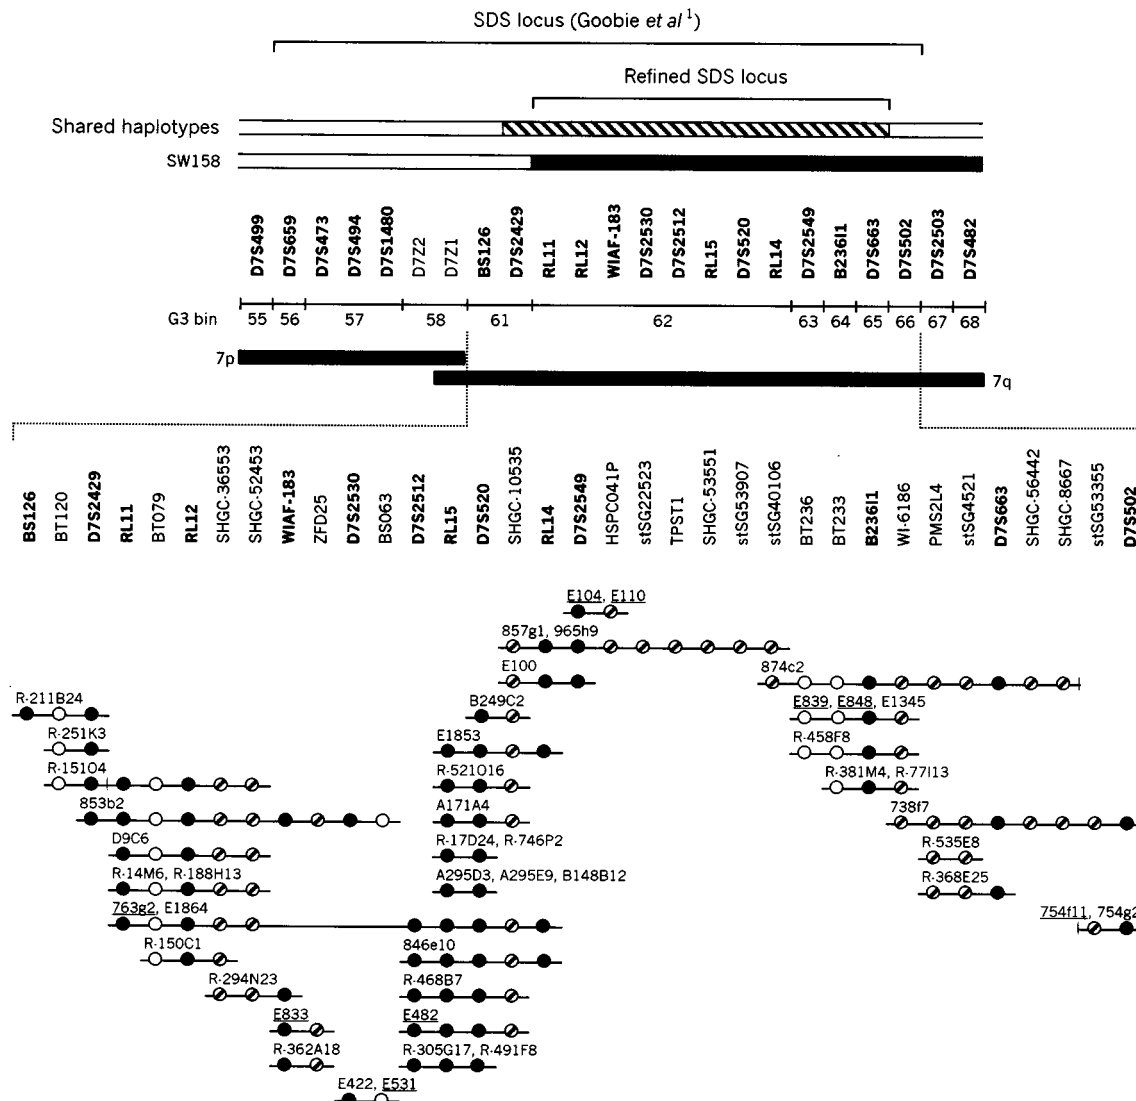 SDS locus (Goobie et al 1)
Refined SDS locus
Shared haplotypes
SW158
D7S499 D7S659 D7S473 D7S494 D7S1480 D7Z2 D7Z1 BS126 D7S2429 RL11 RL12 WIAF-183 D7S2530 D7S2512 RL15 D7S520 RL14 D7S2549 B236I1 D7S663 D7S502 D7S2503 D7S482
G3 bin 55 56 57 58 61 62 63 64 65 66 67 68
7p
7q
BS126 BT120 D7S2429 RL11 BT079 RL12 SHGC-36553 SHGC-52453 WIAF-183 ZFD25 D7S2530 BS063 D7S2512 RL15 D7S520 SHGC-10535 RL14 D7S2549 HSPC041P stSG22523 TPST1 SHGC-53551 stSG53907 stSG40106 BT236 BT233 B236I1 WI-6186 PMS2L4 stSG4521 D7S663 SHGC-56442 SHGC-8667 stSG53355 D7S502
E104, E110
857g1, 965h9
E100
874c2
R-211B24
B249C2
E839, E848, E1345
R-251K3
E1853
R-458F8
R-151O4
R-521O16
R-381M4, R-77I13
853b2
A171A4
738f7
D9C6
R-17D24, R-746P2
R-535E8
R-14M6, R-188H13
A295D3, A295E9, B148B12
R-368E25
763g2, E1864
754f11, 754g2
R-150C1
846e10
R-294N23
R-468B7
E833
E482
R-362A18
R-305G17, R-491F8
E422, E531